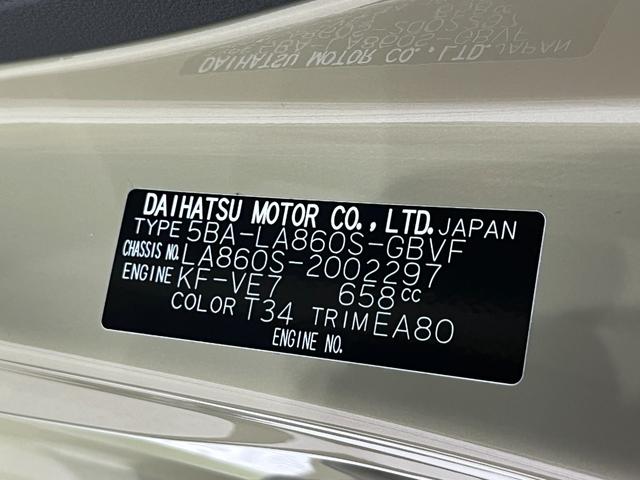 DAIHATSU MOTOR CO., LTD. JAPAN
TYPE 5BA-LA860S-GBVF
CHASSIS NO. LA860S-2002297
ENGINE KF-VE7 658cc
COLOR T34 TRIM EA80
ENGINE NO.